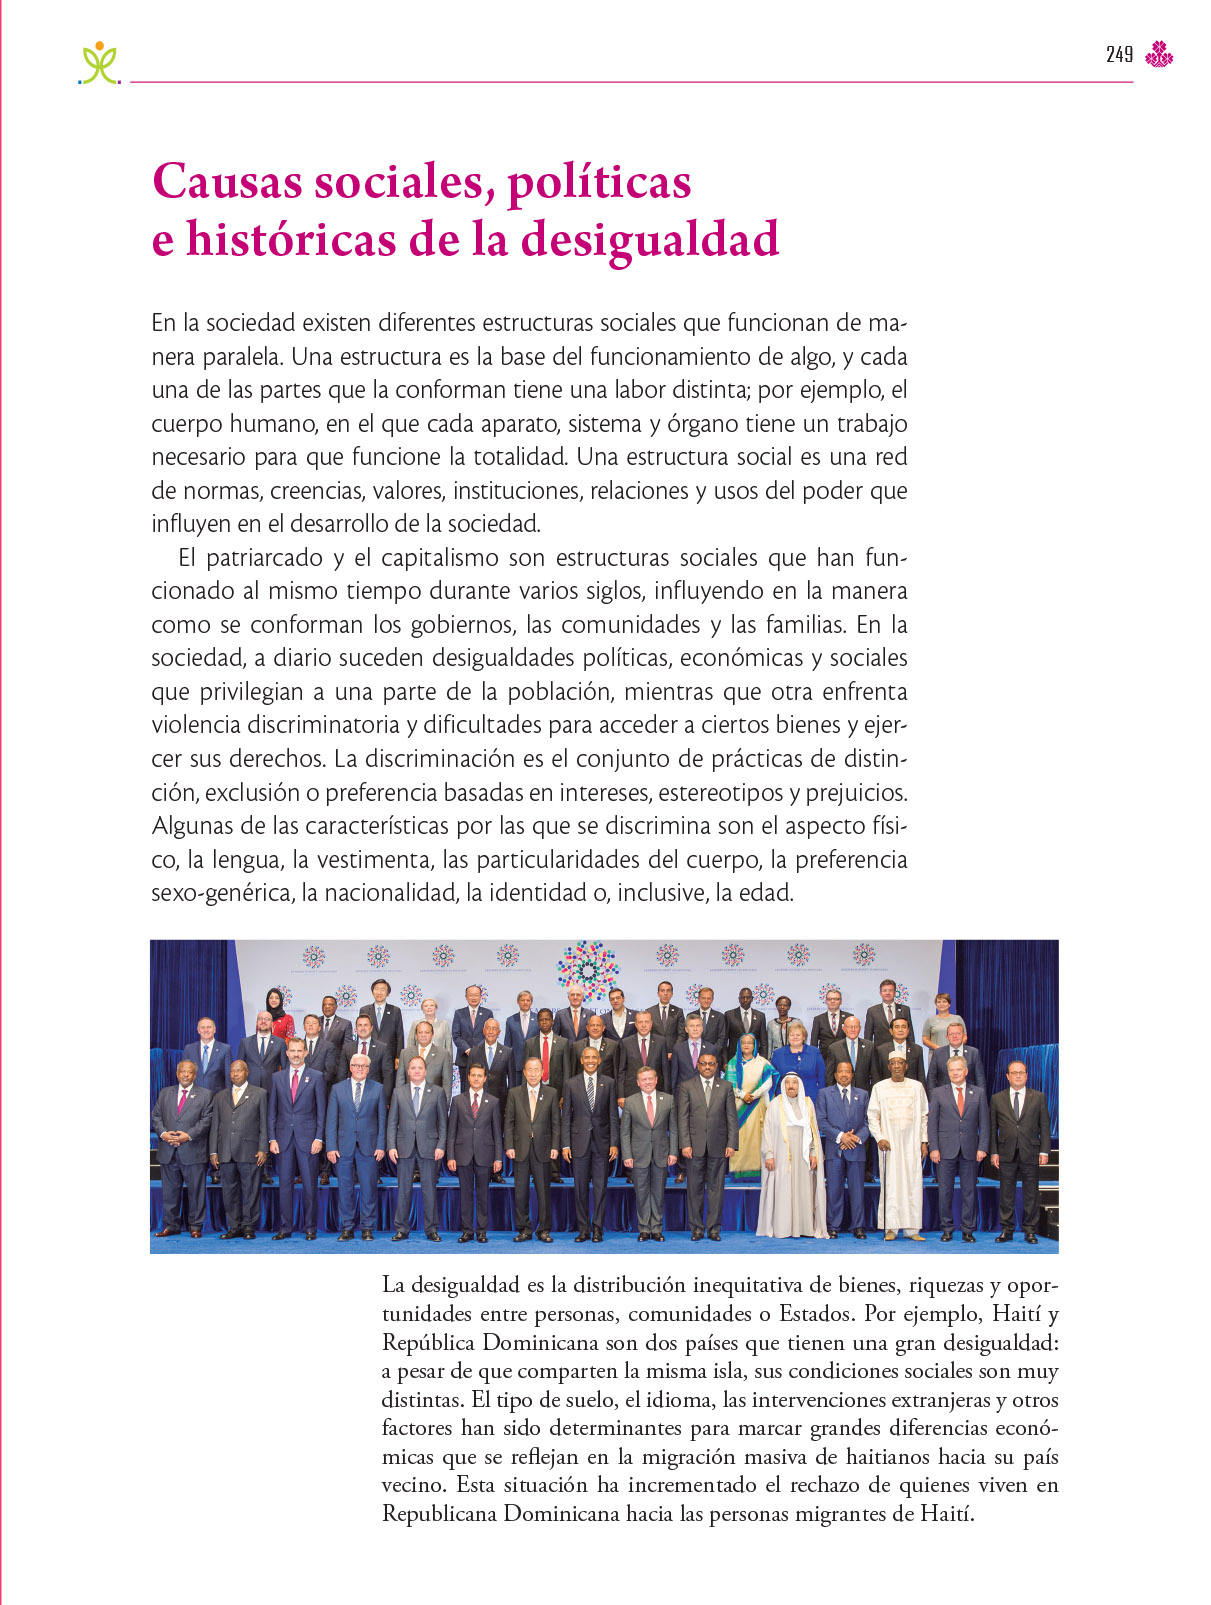 249
Causas sociales, políticas
e históricas de la desigualdad
En la sociedad existen diferentes estructuras sociales que funcionan de ma-
nera paralela. Una estructura es la base del funcionamiento de algo, y cada
una de las partes que la conforman tiene una labor distinta; por ejemplo, el
cuerpo humano, en el que cada aparato, sistema y órgano tiene un trabajo
necesario para que funcione la totalidad. Una estructura social es una red
de normas, creencias, valores, instituciones, relaciones y usos del poder que
influyen en el desarrollo de la sociedad.
El patriarcado y el capitalismo son estructuras sociales que han fun-
cionado al mismo tiempo durante varios siglos, influyendo en la manera
como se conforman los gobiernos, las comunidades y las familias. En la
sociedad, a diario suceden desigualdades políticas, económicas y sociales
que privilegian a una parte de la población, mientras que otra enfrenta
violencia discriminatoria y dificultades para acceder a ciertos bienes y ejer-
cer sus derechos. La discriminación es el conjunto de prácticas de distin-
ción, exclusión o preferencia basadas en intereses, estereotipos y prejuicios.
Algunas de las características por las que se discrimina son el aspecto físi-
co, la lengua, la vestimenta, las particularidades del cuerpo, la preferencia
sexo-genérica, la nacionalidad, la identidad o, inclusive, la edad.
La desigualdad es la distribución inequitativa de bienes, riquezas y opor-
tunidades entre personas, comunidades o Estados. Por ejemplo, Haití y
República Dominicana son dos países que tienen una gran desigualdad:
a pesar de que comparten la misma isla, sus condiciones sociales son muy
distintas. El tipo de suelo, el idioma, las intervenciones extranjeras y otros
factores han sido determinantes para marcar grandes diferencias econó-
micas que se reflejan en la migración masiva de haitianos hacia su país
vecino. Esta situación ha incrementado el rechazo de quienes viven en
Republicana Dominicana hacia las personas migrantes de Haití.